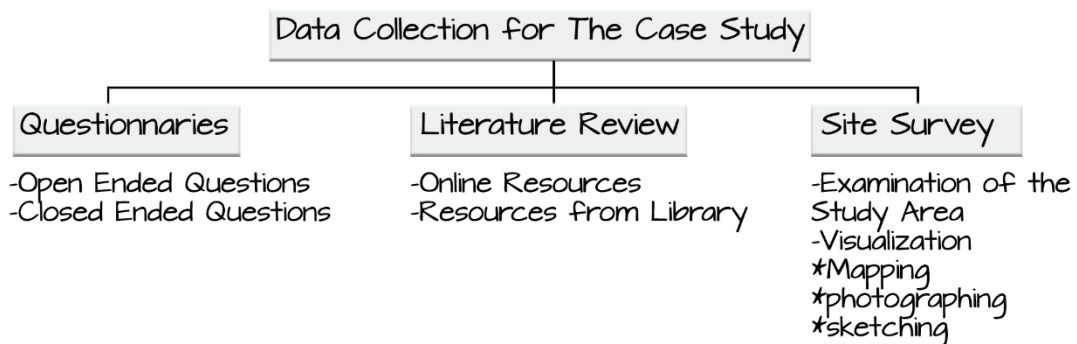 Data Collection for The Case Study
Questionnaries
-Open Ended Questions
-Closed Ended Questions
Literature Review
-Online Resources
-Resources from Library
Site Survey
-Examination of the
Study Area
-Visualization
*Mapping
*photographing
*sketching